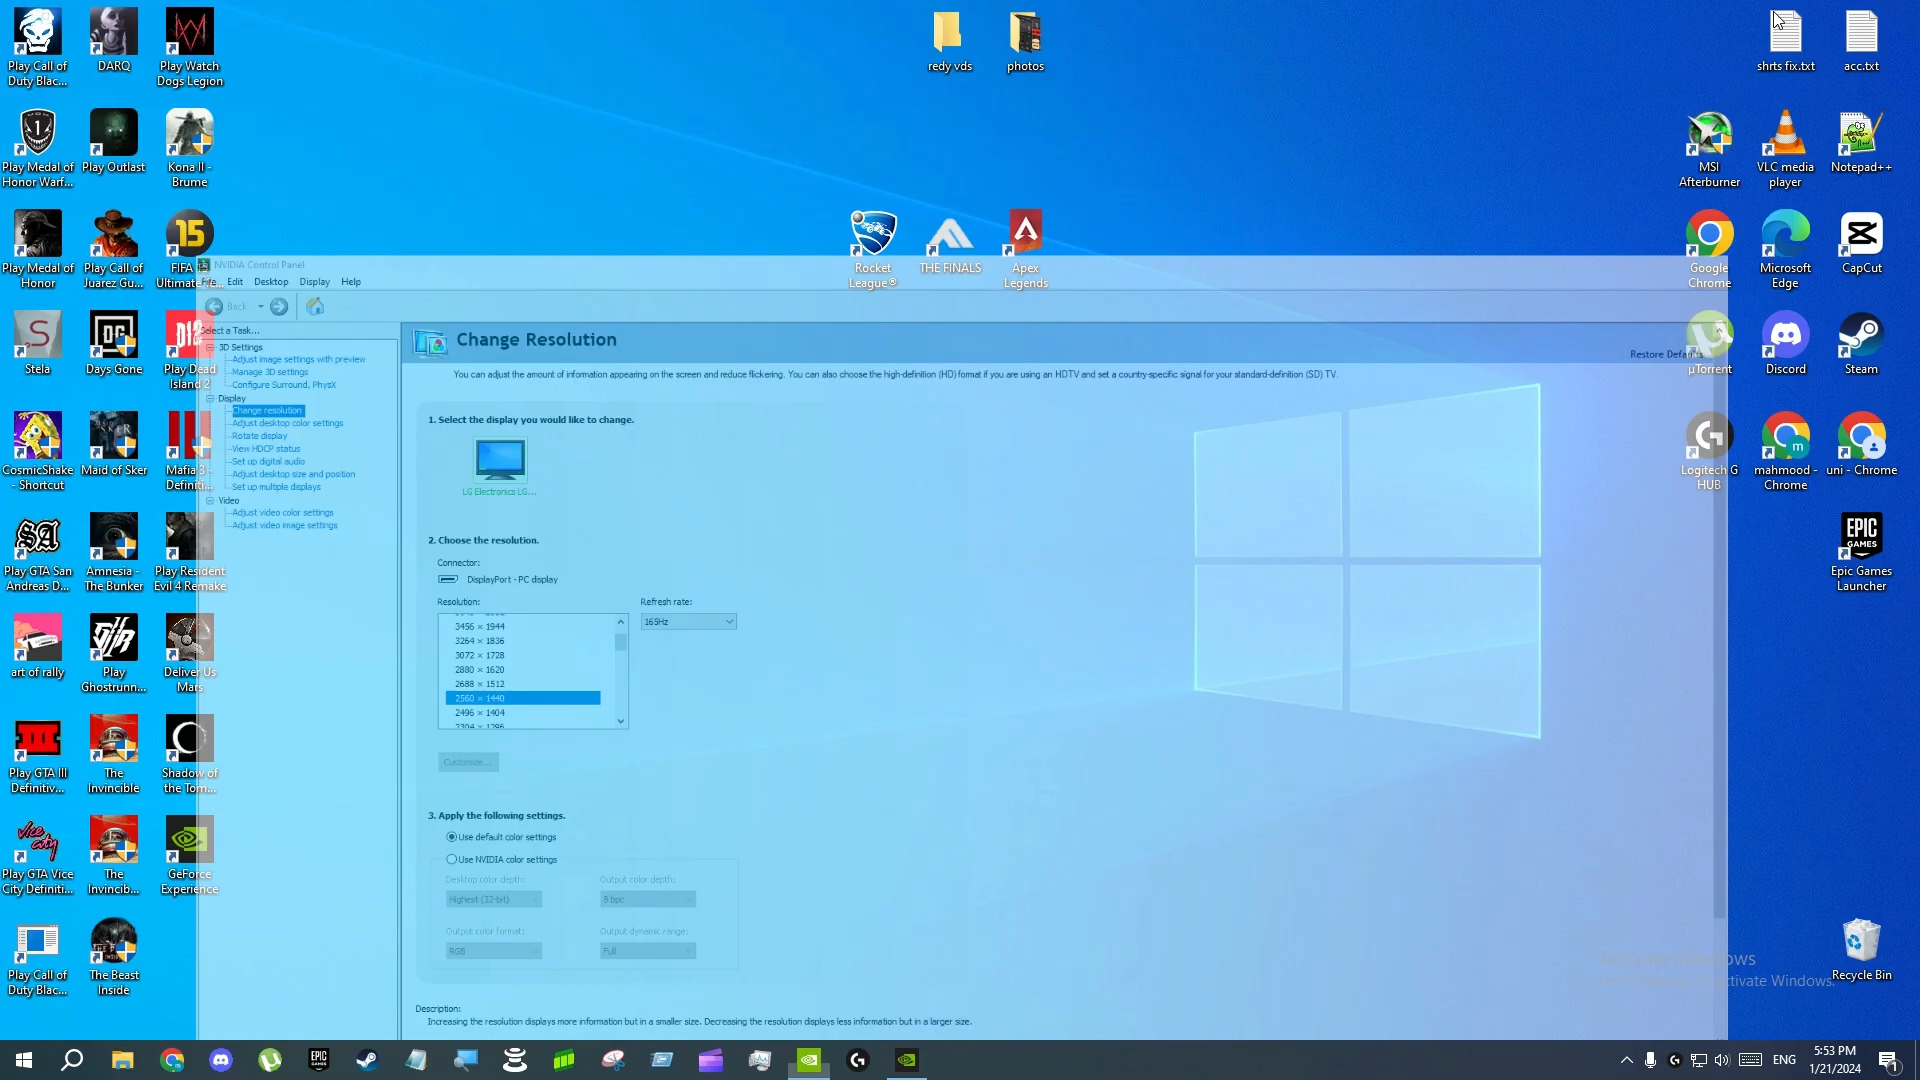 Play Call of
Duty Blac...
DARQ
Play Watch
Dogs Legion
redy vds
photos
shrts fix.txt
acc.txt
Play Medal of
Honor Warf...
Play Outlast
Kona II -
Brume
MSI
Afterburner
VLC media
player
Notepad++
Play Medal of
Honor
Play Call of
Juarez Gu...
15
FIFA
Ultimate
Rocket
League®
THE FINALS
Apex
Legends
Google
Chrome
Microsoft
Edge
CapCut
NVIDIA Control Panel
Edit
Desktop
Display
Help
Back
Stela
Days Gone
Play Dead
Island 2
µTorrent
Discord
Steam
CosmicShake
- Shortcut
Maid of Sker
Mafia 3 -
Definiti...
Logitech G
HUB
mahmood -
Chrome
uni - Chrome
Play GTA San
Andreas D...
Amnesia -
The Bunker
Play Resident
Evil 4 Remake
EPIC
GAMES
Epic Games
Launcher
art of rally
Play
Ghostrunn...
Deliver Us
Mars
Play GTA III
Definitiv...
The
Invincible
Shadow of
the Tom...
Play GTA Vice
City Definiti...
The
Invincib...
GeForce
Experience
Play Call of
Duty Blac...
The Beast
Inside
Recycle Bin
Select a Task...
3D Settings
Adjust image settings with preview
Manage 3D settings
Configure Surround, PhysX
Display
Change resolution
Adjust desktop color settings
Rotate display
View HDCP status
Set up digital audio
Adjust desktop size and position
Set up multiple displays
Video
Adjust video color settings
Adjust video image settings
Change Resolution
Restore Defaults
You can adjust the amount of information appearing on the screen and reduce flickering. You can also choose the high-definition (HD) format if you are using an HDTV and set a country-specific signal for your standard-definition (SD) TV.
1. Select the display you would like to change.
LG Electronics LG...
2. Choose the resolution.
Connector:
DisplayPort - PC display
Resolution:
Refresh rate:
165Hz
3456 × 1944
3264 × 1836
3072 × 1728
2880 × 1620
2688 × 1512
2560 × 1440
2496 × 1404
2304 × 1296
Customize...
3. Apply the following settings.
Use default color settings
Use NVIDIA color settings
Desktop color depth:
Output color depth:
Highest (32-bit)
8 bpc
Output color format:
Output dynamic range:
RGB
Full
Description:
Increasing the resolution displays more information but in a smaller size. Decreasing the resolution displays less information but in a larger size.
ENG
5:53 PM
1/21/2024